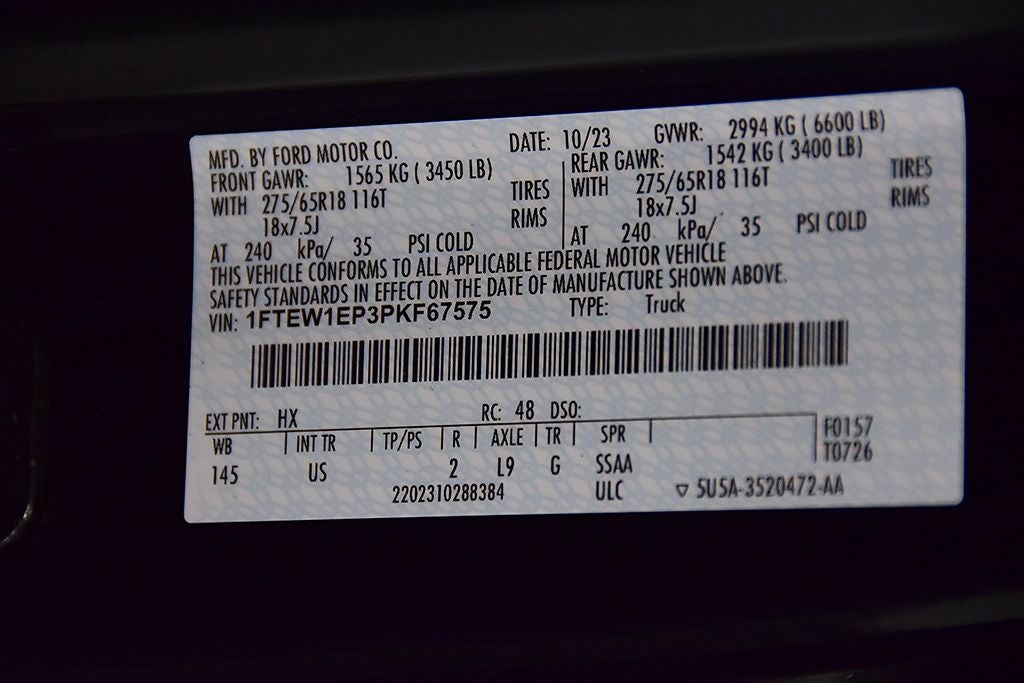 MFD. BY FORD MOTOR CO. DATE: 10/23 GVWR: 2994 KG ( 6600 LB)
FRONT GAWR: 1565 KG ( 3450 LB) REAR GAWR: 1542 KG ( 3400 LB)
WITH 275/65R18 116T TIRES WITH 275/65R18 116T TIRES
18x7.5J RIMS 18x7.5J RIMS
AT 240 kPa/ 35 PSI COLD AT 240 kPa/ 35 PSI COLD
THIS VEHICLE CONFORMS TO ALL APPLICABLE FEDERAL MOTOR VEHICLE
SAFETY STANDARDS IN EFFECT ON THE DATE OF MANUFACTURE SHOWN ABOVE.
VIN: 1FTEW1EP3PKF67575 TYPE: Truck
EXT PNT: HX RC: 48 DSO:
WB INT TR TP/PS R AXLE TR SPR F0157
145 US 2 L9 G SSAA T0726
2202310288384 ULC ▽ 5U5A-3520472-AA